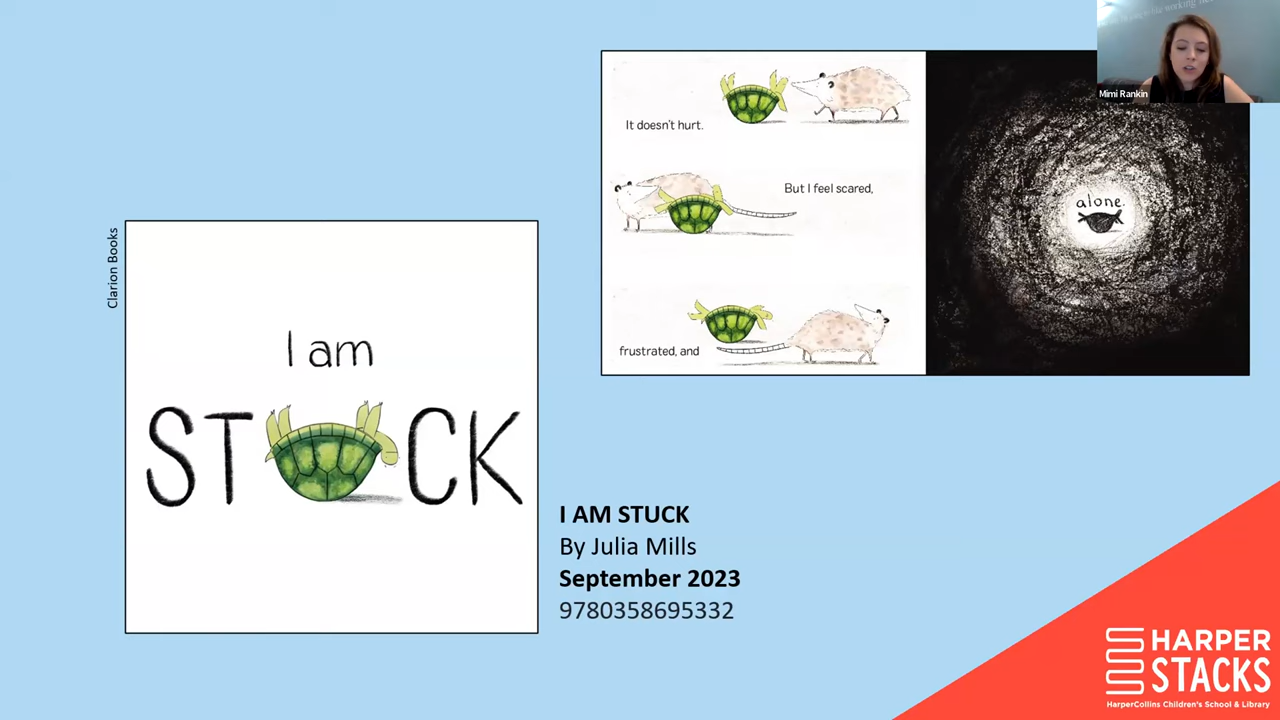 Clarion Books
I am
STUCK
It doesn't hurt.
But I feel scared,
frustrated, and
alone.
Mimi Rankin
I AM STUCK
By Julia Mills
September 2023
9780358695332
HARPER
STACKS
HarperCollins Children's School & Library